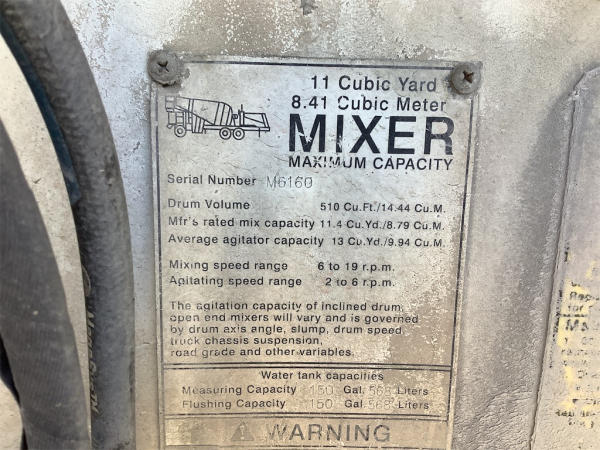 11 Cubic Yard
8.41 Cubic Meter
MIXER
MAXIMUM CAPACITY
Serial Number M6160
Drum Volume 510 Cu.Ft./14.44 Cu.M.
Mfr's rated mix capacity 11.4 Cu.Yd./8.79 Cu.M.
Average agitator capacity 13 Cu.Yd./9.94 Cu.M.
Mixing speed range 6 to 19 r.p.m.
Agitating speed range 2 to 6 r.p.m.
The agitation capacity of inclined drum,
open end mixers will vary and is governed
by drum axis angle, slump, drum speed,
truck chassis suspension,
road grade and other variables.
Water tank capacities
Measuring Capacity 150 Gal. 568 Liters
Flushing Capacity 150 Gal. 568 Liters
WARNING